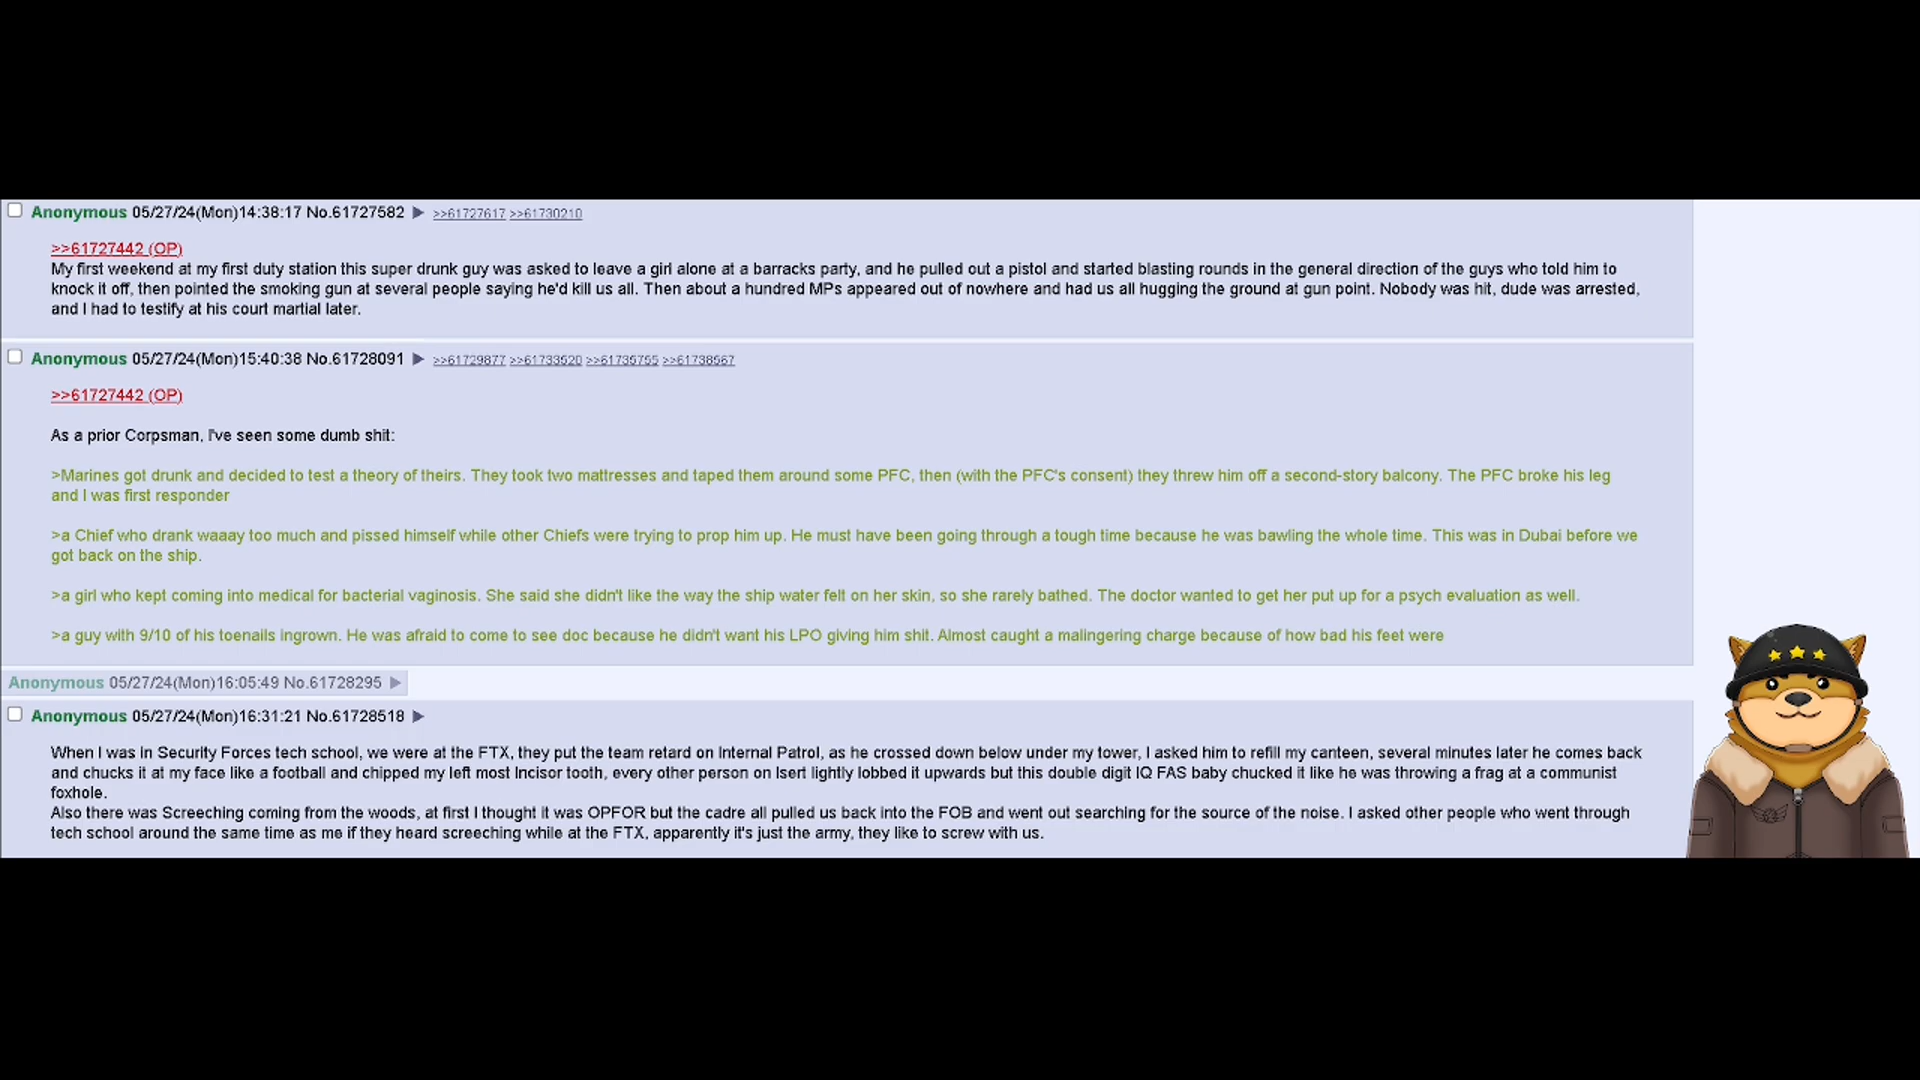 Anonymous 05/27/24(Mon)14:38:17 No.61727582 ▶ >>61727617 >>61730210
>>61727442 (OP)
My first weekend at my first duty station this super drunk guy was asked to leave a girl alone at a barracks party, and he pulled out a pistol and started blasting rounds in the general direction of the guys who told him to
knock it off, then pointed the smoking gun at several people saying he'd kill us all. Then about a hundred MPs appeared out of nowhere and had us all hugging the ground at gun point. Nobody was hit, dude was arrested,
and I had to testify at his court martial later.
Anonymous 05/27/24(Mon)15:40:38 No.61728091 ▶ >>61729877 >>61733520 >>61735755 >>61738567
>>61727442 (OP)
As a prior Corpsman, I've seen some dumb shit:
>Marines got drunk and decided to test a theory of theirs. They took two mattresses and taped them around some PFC, then (with the PFC's consent) they threw him off a second-story balcony. The PFC broke his leg
and I was first responder
>a Chief who drank waaay too much and pissed himself while other Chiefs were trying to prop him up. He must have been going through a tough time because he was bawling the whole time. This was in Dubai before we
got back on the ship.
>a girl who kept coming into medical for bacterial vaginosis. She said she didn't like the way the ship water felt on her skin, so she rarely bathed. The doctor wanted to get her put up for a psych evaluation as well.
>a guy with 9/10 of his toenails ingrown. He was afraid to come to see doc because he didn't want his LPO giving him shit. Almost caught a malingering charge because of how bad his feet were
Anonymous 05/27/24(Mon)16:05:49 No.61728295 ▶
Anonymous 05/27/24(Mon)16:31:21 No.61728518 ▶
When I was in Security Forces tech school, we were at the FTX, they put the team retard on Internal Patrol, as he crossed down below under my tower, I asked him to refill my canteen, several minutes later he comes back
and chucks it at my face like a football and chipped my left most Incisor tooth, every other person on Isert lightly lobbed it upwards but this double digit IQ FAS baby chucked it like he was throwing a frag at a communist
foxhole.
Also there was Screeching coming from the woods, at first I thought it was OPFOR but the cadre all pulled us back into the FOB and went out searching for the source of the noise. I asked other people who went through
tech school around the same time as me if they heard screeching while at the FTX, apparently it's just the army, they like to screw with us.